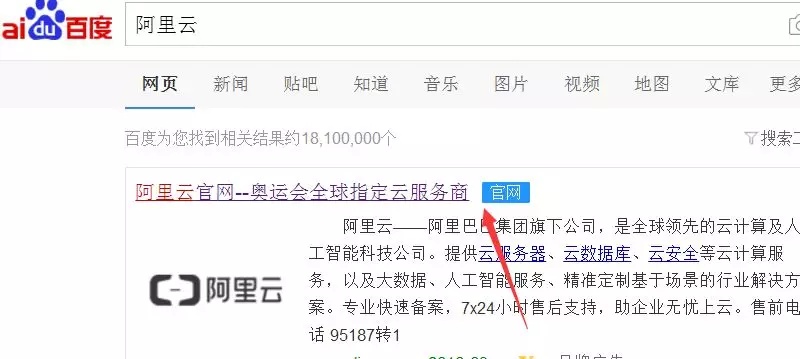 Bai du 百度
阿里云
网页 新闻 贴吧 知道 音乐 图片 视频 地图 文库 更多
百度为您找到相关结果约18,100,000个
搜索工
阿里云官网--奥运会全球指定云服务商 官网
阿里云——阿里巴巴集团旗下公司，是全球领先的云计算及人
工智能科技公司。提供云服务器、云数据库、云安全等云计算服
务，以及大数据、人工智能服务、精准定制基于场景的行业解决方
案。专业快速备案，7x24小时售后支持，助企业无忧上云。售前电
话 95187转1
阿里云